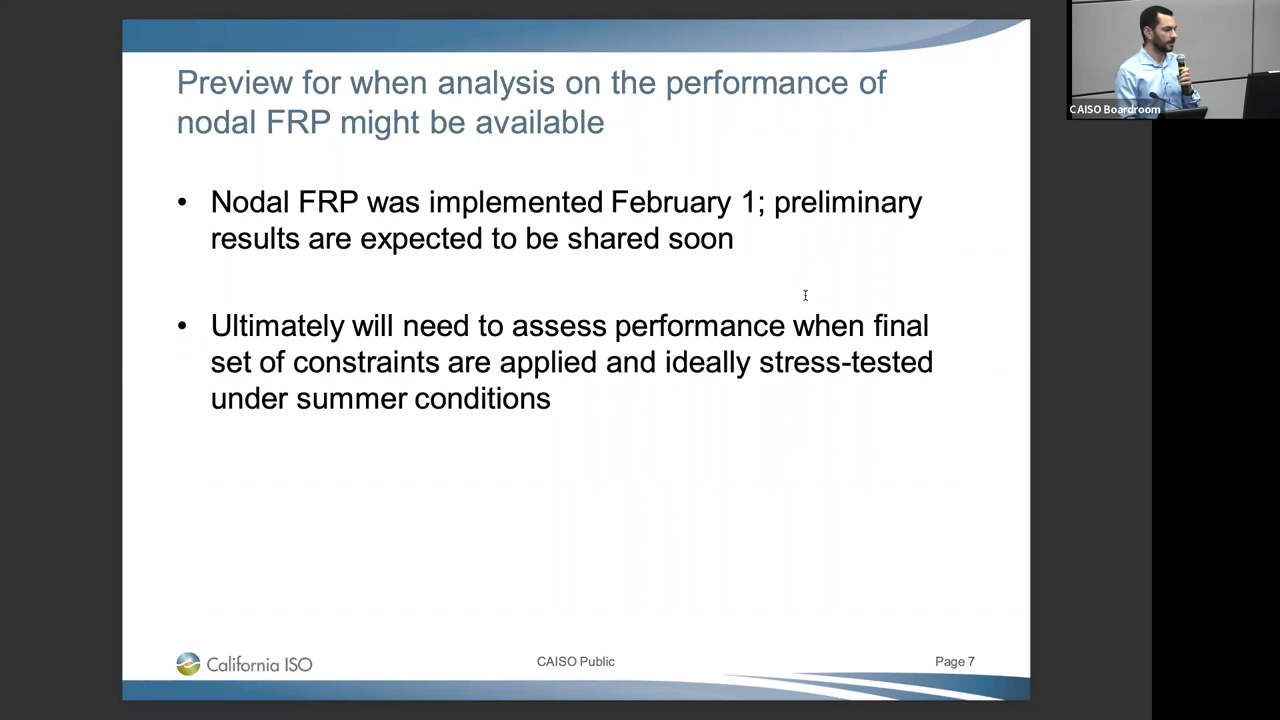 Preview for when analysis on the performance of
nodal FRP might be available
• Nodal FRP was implemented February 1; preliminary
results are expected to be shared soon
• Ultimately will need to assess performance when final
set of constraints are applied and ideally stress-tested
under summer conditions
California ISO
CAISO Public
Page 7
CAISO Boardroom